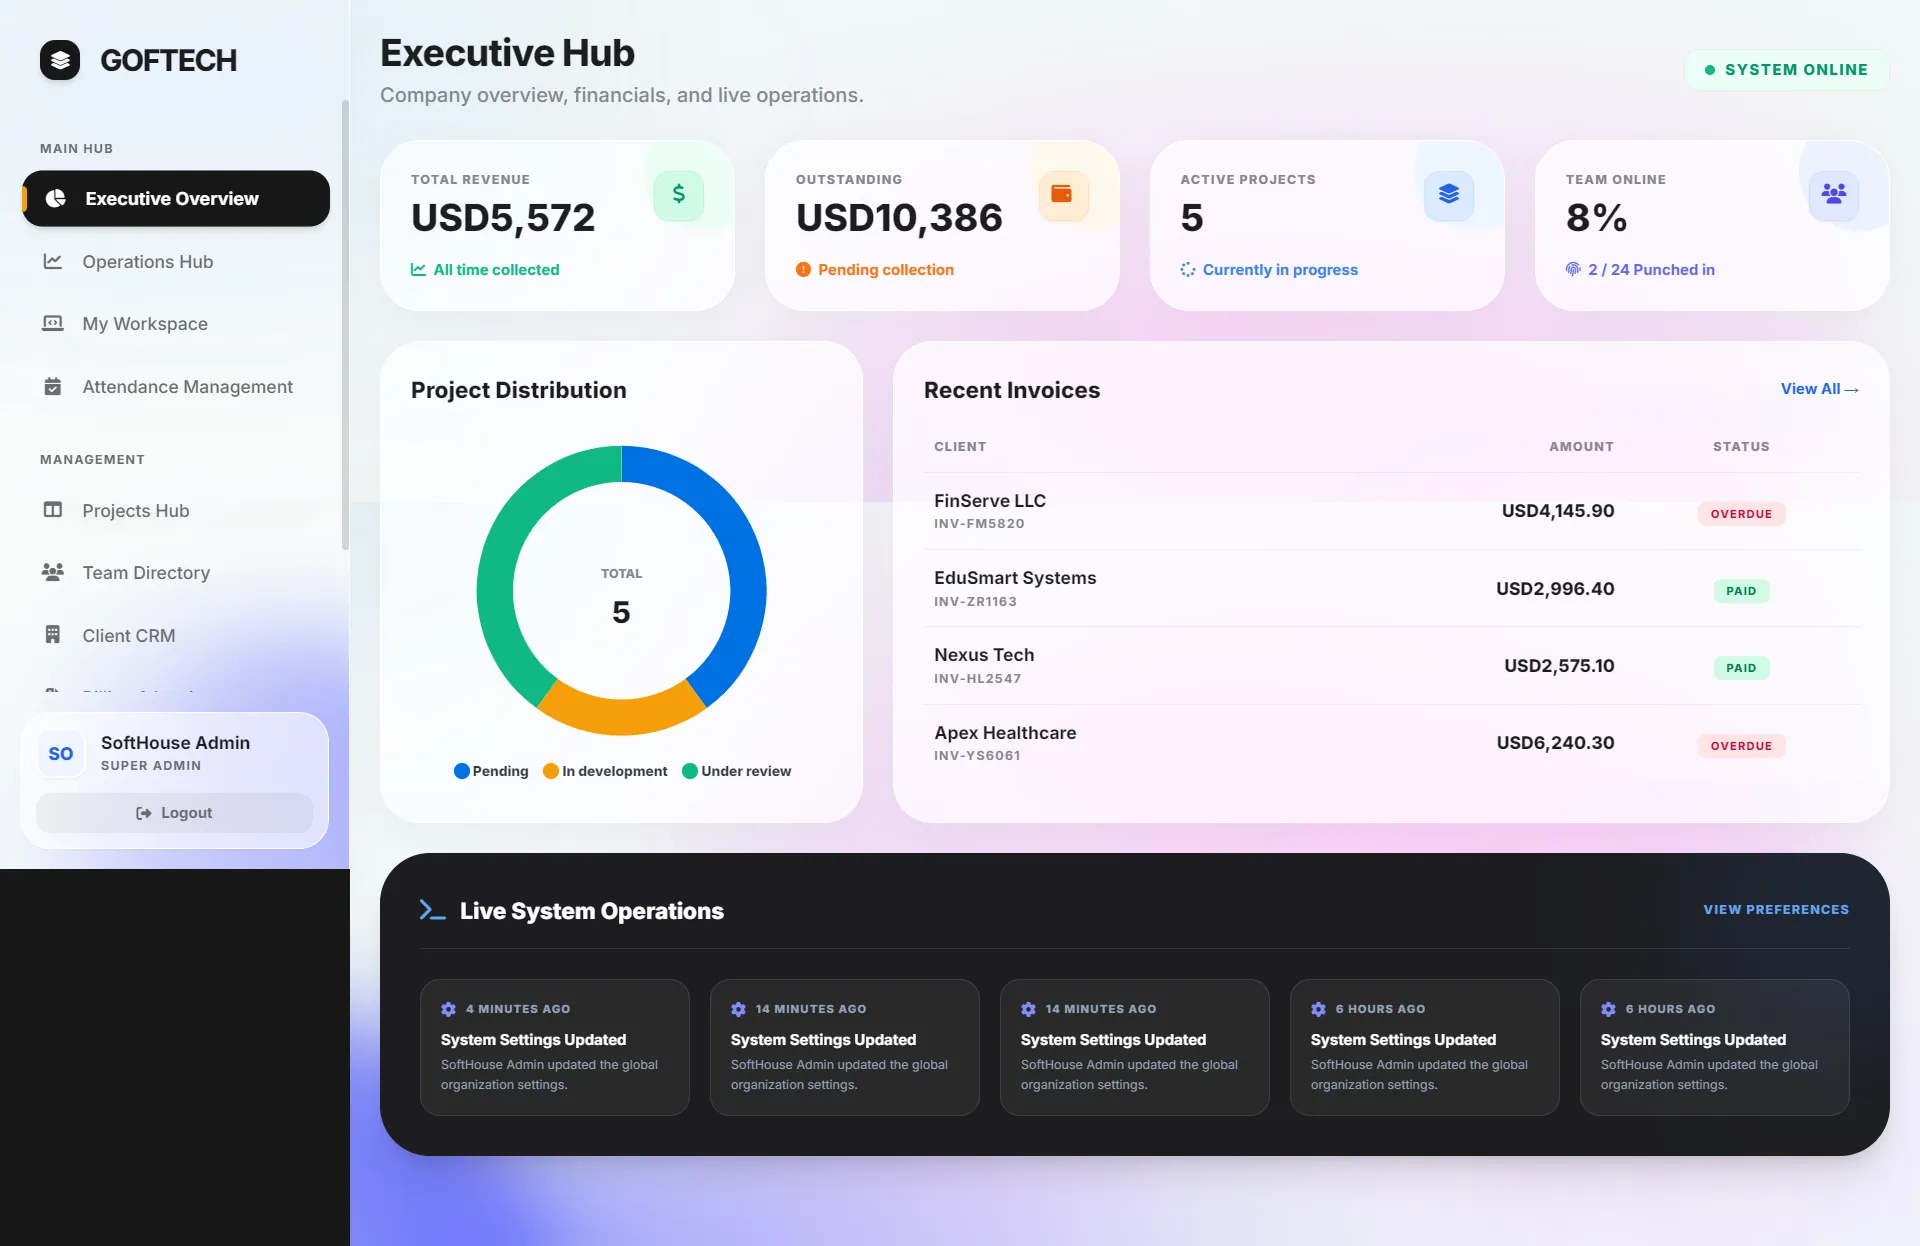 GOFTECH
MAIN HUB
Executive Overview
Operations Hub
My Workspace
Attendance Management
MANAGEMENT
Projects Hub
Team Directory
Client CRM
SO
SoftHouse Admin
SUPER ADMIN
Logout
Executive Hub
Company overview, financials, and live operations.
SYSTEM ONLINE
TOTAL REVENUE
USD5,572
All time collected
OUTSTANDING
USD10,386
Pending collection
ACTIVE PROJECTS
5
Currently in progress
TEAM ONLINE
8%
2 / 24 Punched in
Project Distribution
TOTAL
5
Pending In development Under review
Recent Invoices
View All →
CLIENT AMOUNT STATUS
FinServe LLC
INV-FM5820
USD4,145.90
OVERDUE
EduSmart Systems
INV-ZR1163
USD2,996.40
PAID
Nexus Tech
INV-HL2547
USD2,575.10
PAID
Apex Healthcare
INV-YS6061
USD6,240.30
OVERDUE
Live System Operations
VIEW PREFERENCES
4 MINUTES AGO
System Settings Updated
SoftHouse Admin updated the global
organization settings.
14 MINUTES AGO
System Settings Updated
SoftHouse Admin updated the global
organization settings.
14 MINUTES AGO
System Settings Updated
SoftHouse Admin updated the global
organization settings.
6 HOURS AGO
System Settings Updated
SoftHouse Admin updated the global
organization settings.
6 HOURS AGO
System Settings Updated
SoftHouse Admin updated the global
organization settings.